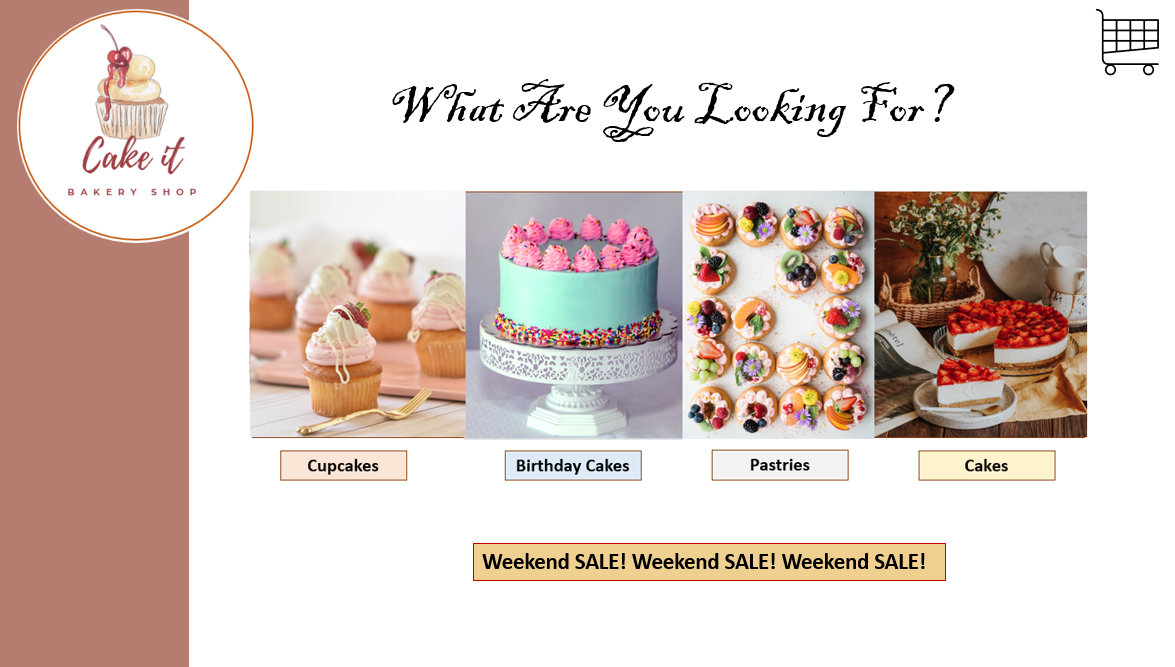 Cake it
BAKERY SHOP
What Are You Looking For?
Cupcakes
Birthday Cakes
Pastries
Cakes
Weekend SALE! Weekend SALE! Weekend SALE!